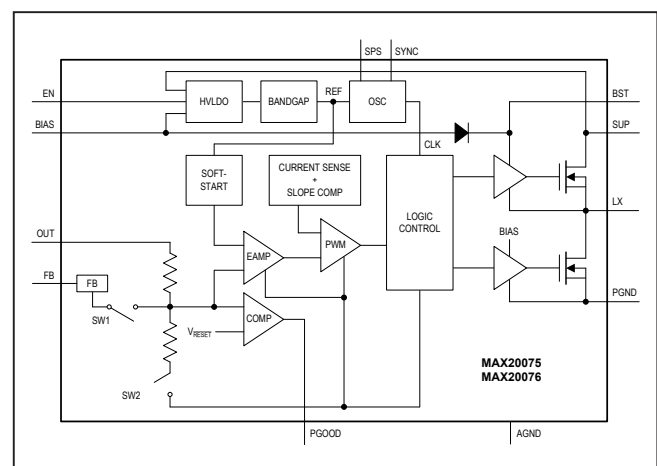 SPS SYNC
EN
HVLDO
BANDGAP
REF
OSC
BST
BIAS
SUP
CLK
SOFT-
START
CURRENT SENSE
+
SLOPE COMP
LOGIC
CONTROL
LX
OUT
EAMP
PWM
BIAS
FB
FB
PGND
SW1
VRESET
COMP
MAX20075
MAX20076
SW2
PGOOD
AGND